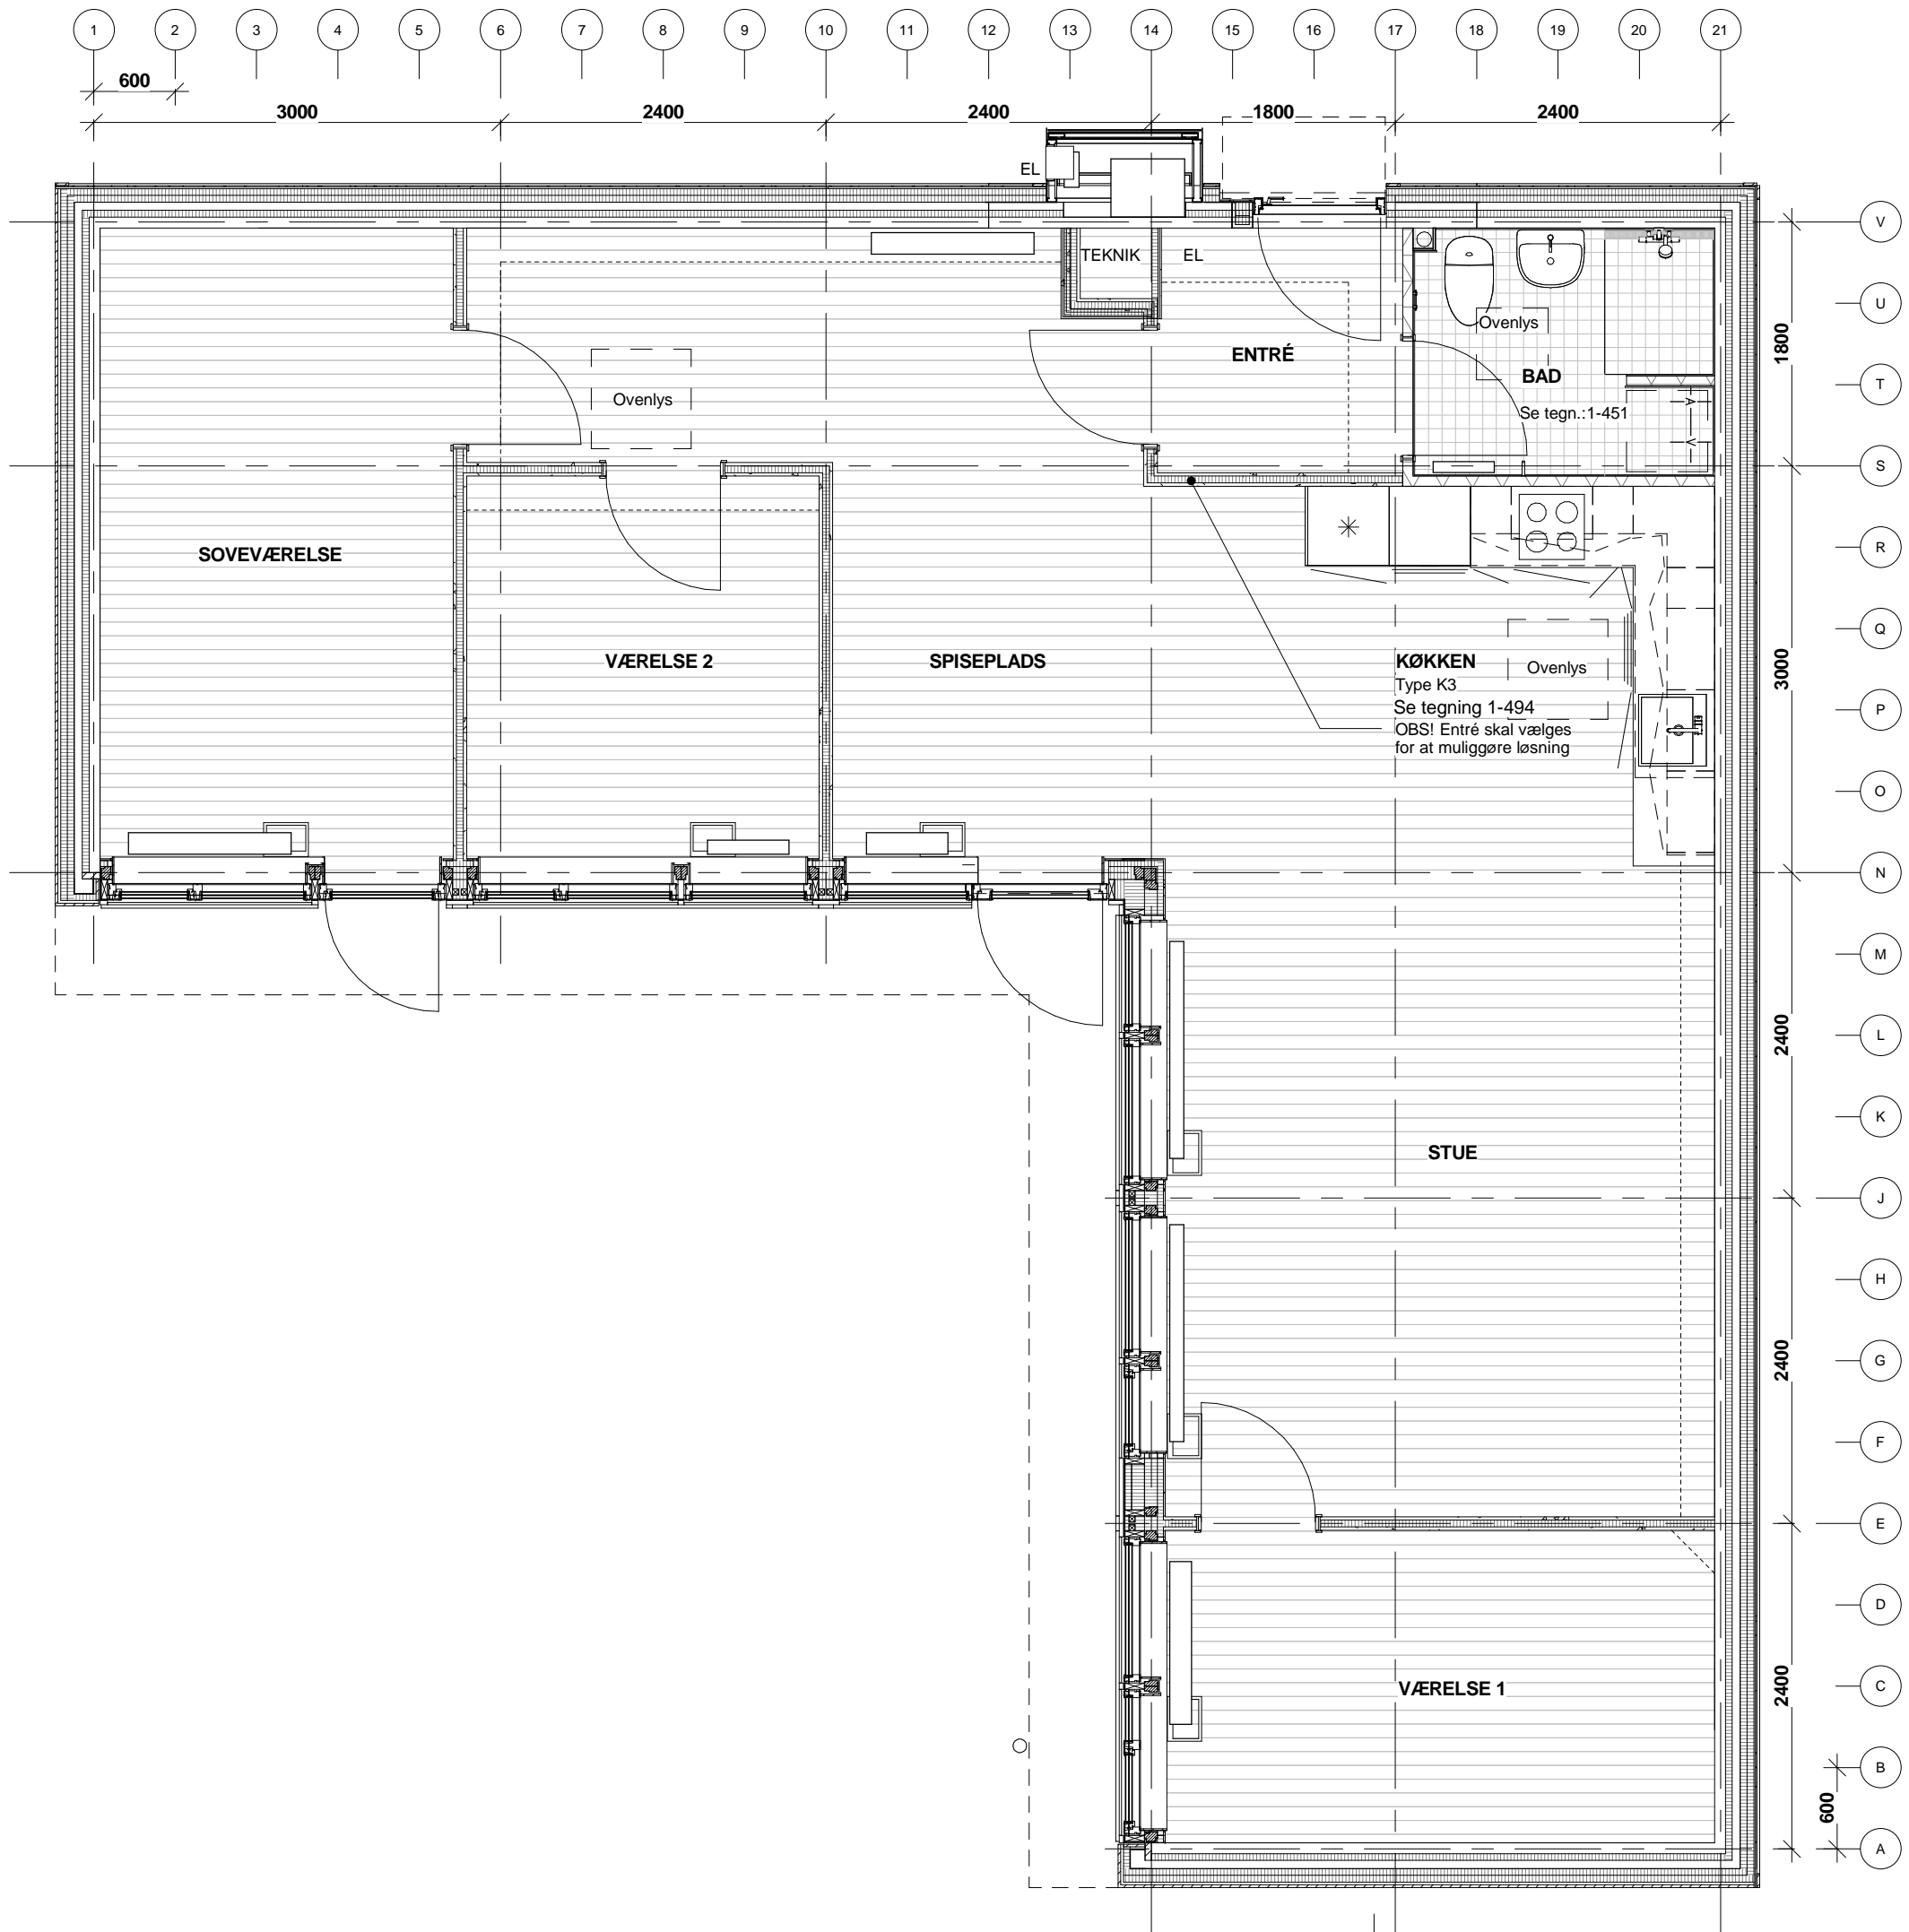 1 2 3 4 5 6 7 8 9 10 11 12 13 14 15 16 17 18 19 20 21
600
3000 2400 2400 1800 2400
EL
V
TEKNIK EL
U
Ovenlys
1800
ENTRÉ
BAD
T
Ovenlys
Se tegn.:1-451
A
V
S
R
SOVEVÆRELSE
Q
VÆRELSE 2 SPISEPLADS KØKKEN Ovenlys
3000
Type K3
Se tegning 1-494
P
OBS! Entré skal vælges
for at muliggøre løsning
O
N
M
2400
L
K
STUE
J
H
2400
G
F
E
D
VÆRELSE 1
2400
C
B
600
A